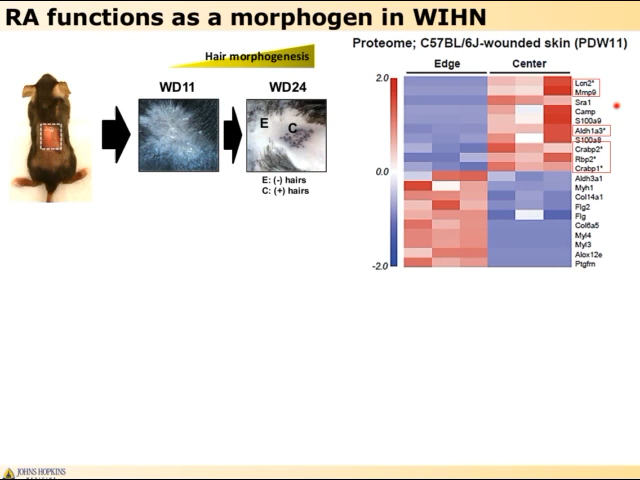 RA functions as a morphogen in WIHN
Proteome; C57BL/6J-wounded skin (PDW11)
Hair morphogenesis
WD11
WD24
E
C
E: (-) hairs
C: (+) hairs
Edge
Center
2.0
0.0
-2.0
Lcn2*
Mmp9
Sra1
Camp
S100a9
Aldh1a3*
S100a8
Crabp2*
Rbp2*
Crabp1*
Aldh3a1
Myh1
Col14a1
Flg2
Flg
Col6a5
Myl4
Myl3
Alox12e
Ptgfrn
JOHNS HOPKINS